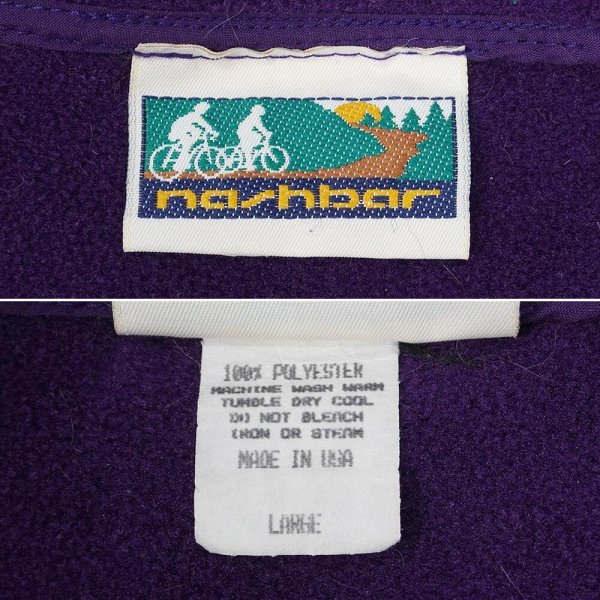 nashbar
100% POLYESTER
MACHINE WASH WARM
TUMBLE DRY COOL
DO NOT BLEACH
IRON OR STEAM
MADE IN USA
LARGE